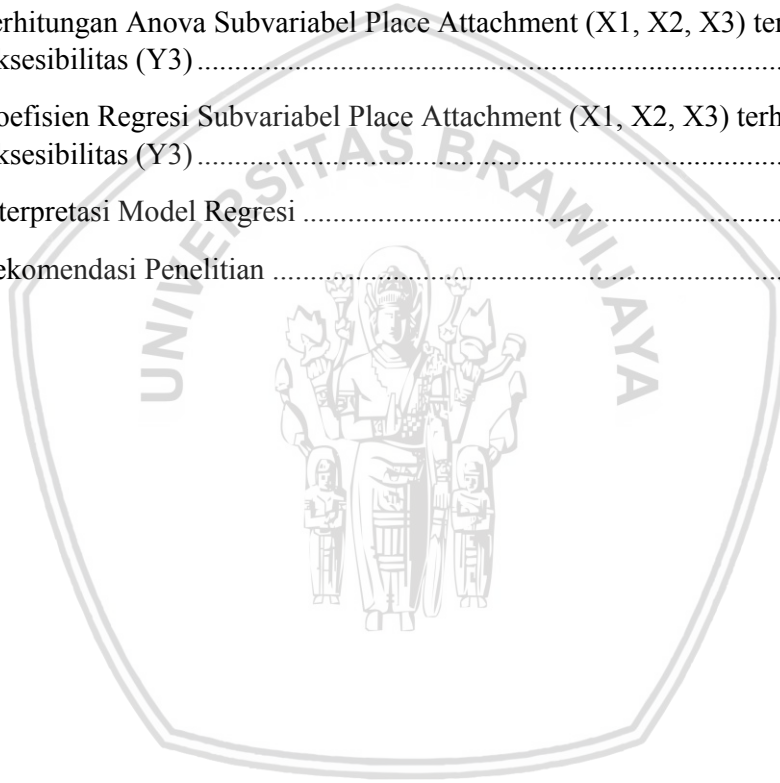 erhitungan Anova Subvariabel Place Attachment (X1, X2, X3) ter
ksesibilitas (Y3)
oefisien Regresi Subvariabel Place Attachment (X1, X2, X3) terh
ksesibilitas (Y3)
terpretasi Model Regresi
ekomendasi Penelitian
UNIVERSITAS BRAWIJAYA